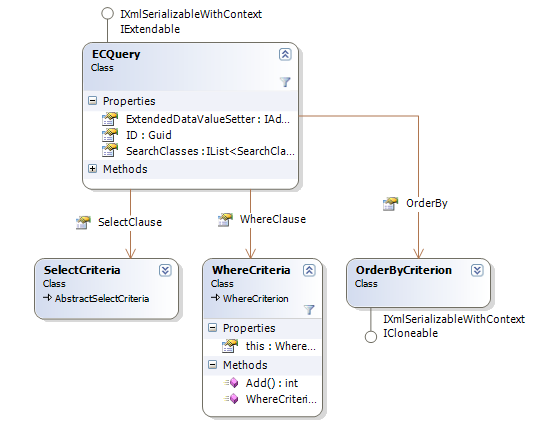 IXmlSerializableWithContext
IExtendable
ECQuery
Class
Properties
ExtendedDataValueSetter : IAd...
ID : Guid
SearchClasses : IList<SearchCla...
Methods
SelectClause
WhereClause
OrderBy
SelectCriteria
Class
AbstractSelectCriteria
WhereCriteria
Class
WhereCriterion
Properties
this : Where...
Methods
Add() : int
WhereCriteri...
OrderByCriterion
Class
IXmlSerializableWithContext
ICloneable